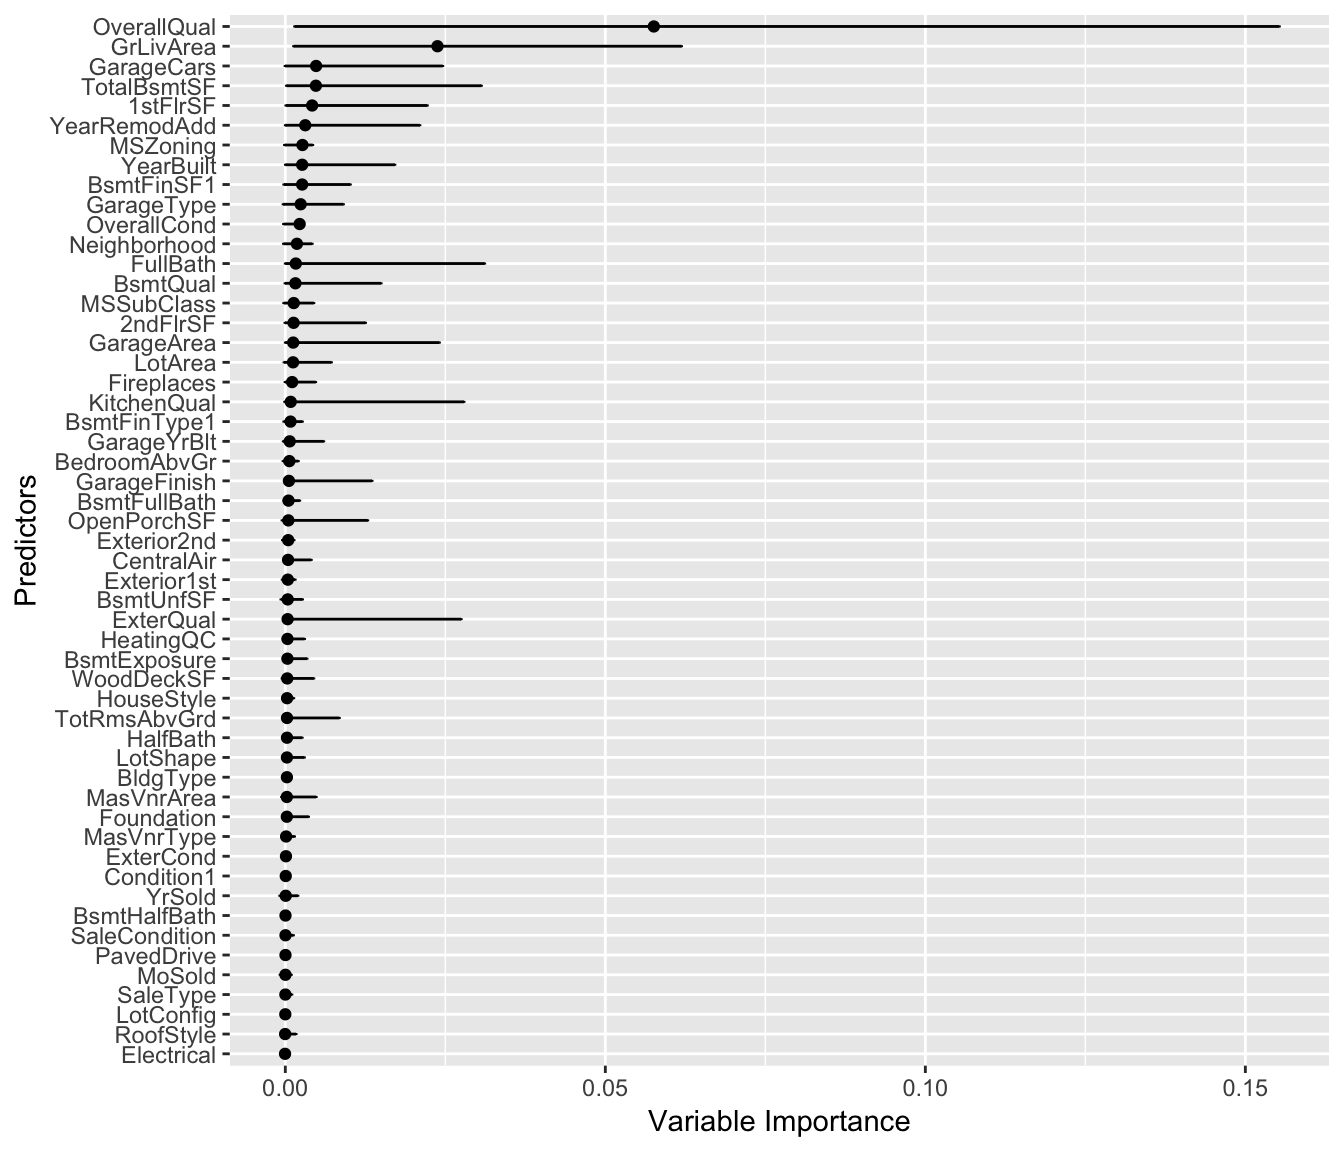 OverallQual
GrLivArea
GarageCars
TotalBsmtSF
1stFlrSF
YearRemodAdd
MSZoning
YearBuilt
BsmtFinSF1
GarageType
OverallCond
Neighborhood
FullBath
BsmtQual
MSSubClass
2ndFlrSF
GarageArea
LotArea
Fireplaces
KitchenQual
BsmtFinType1
GarageYrBlt
BedroomAbvGr
GarageFinish
BsmtFullBath
OpenPorchSF
Exterior2nd
CentralAir
Exterior1st
BsmtUnfSF
ExterQual
HeatingQC
BsmtExposure
WoodDeckSF
HouseStyle
TotRmsAbvGrd
HalfBath
LotShape
BldgType
MasVnrArea
Foundation
MasVnrType
ExterCond
Condition1
YrSold
BsmtHalfBath
SaleCondition
PavedDrive
MoSold
SaleType
LotConfig
RoofStyle
Electrical
Predictors
0.00 0.05 0.10 0.15
Variable Importance